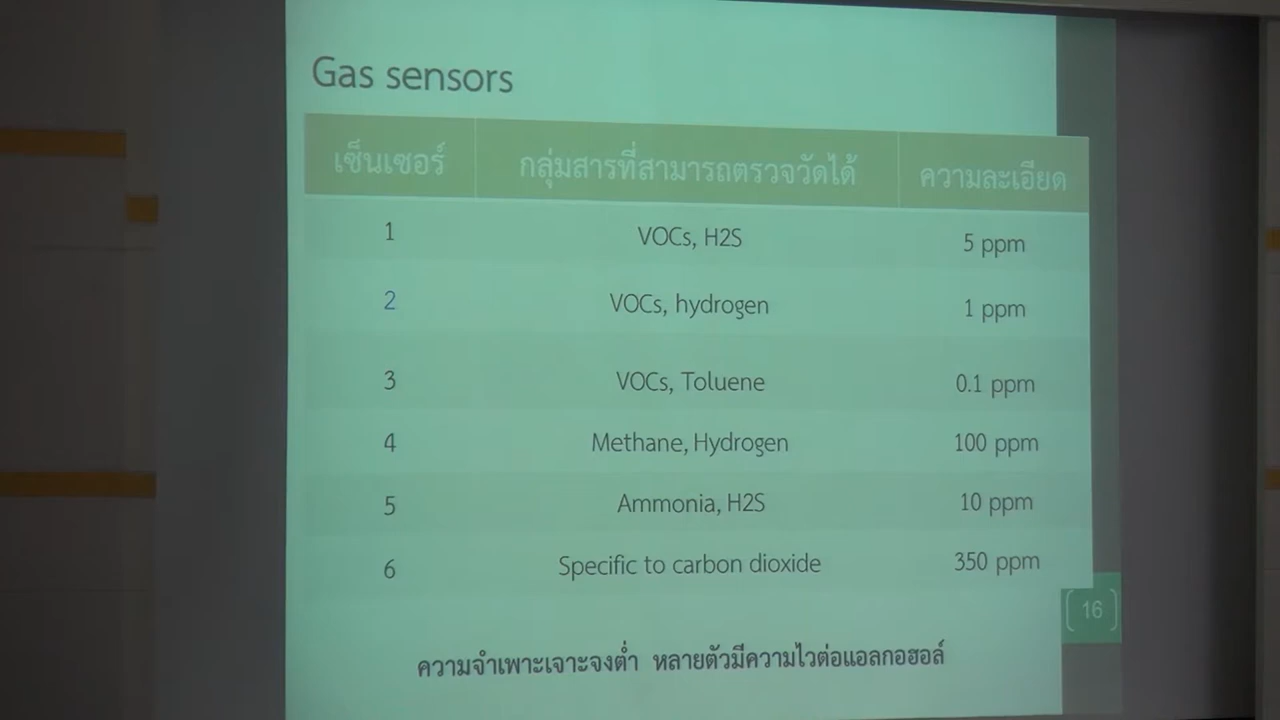 Gas sensors
เซ็นเซอร์ กลุ่มสารที่สามารถตรวจวัดได้ ความละเอียด
1 VOCs, H2S 5 ppm
2 VOCs, hydrogen 1 ppm
3 VOCs, Toluene 0.1 ppm
4 Methane, Hydrogen 100 ppm
5 Ammonia, H2S 10 ppm
6 Specific to carbon dioxide 350 ppm
16
ความจำเพาะเจาะจงต่ำ หลายตัวมีความไวต่อแอลกอฮอล์